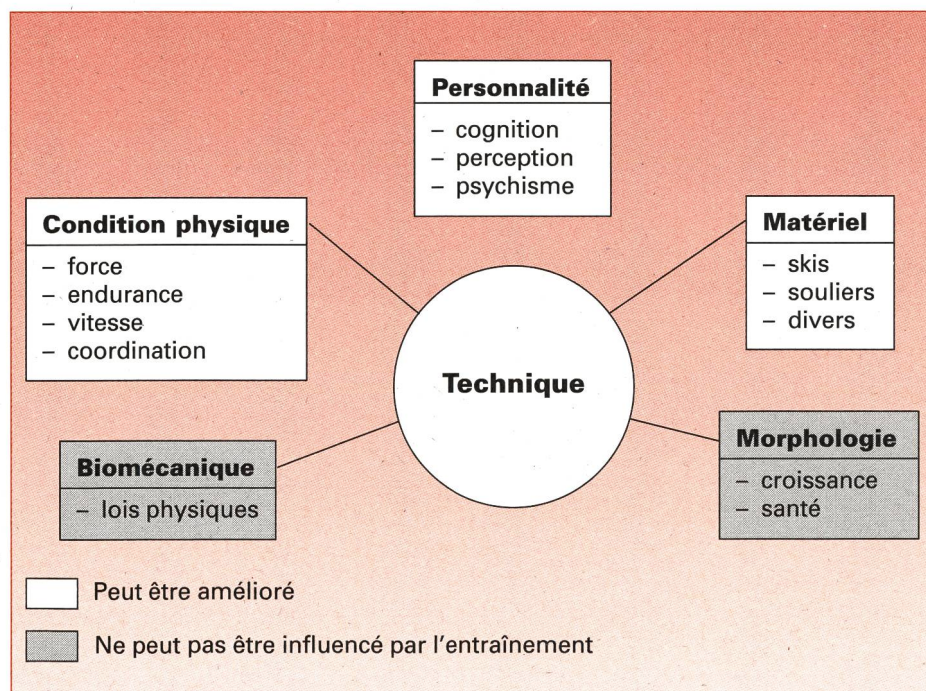 Personnalité
– cognition
– perception
– psychisme
Condition physique
– force
– endurance
– vitesse
– coordination
Matériel
– skis
– souliers
– divers
Technique
Biomécanique
– lois physiques
Morphologie
– croissance
– santé
Peut être amélioré
Ne peut pas être influencé par l'entraînement